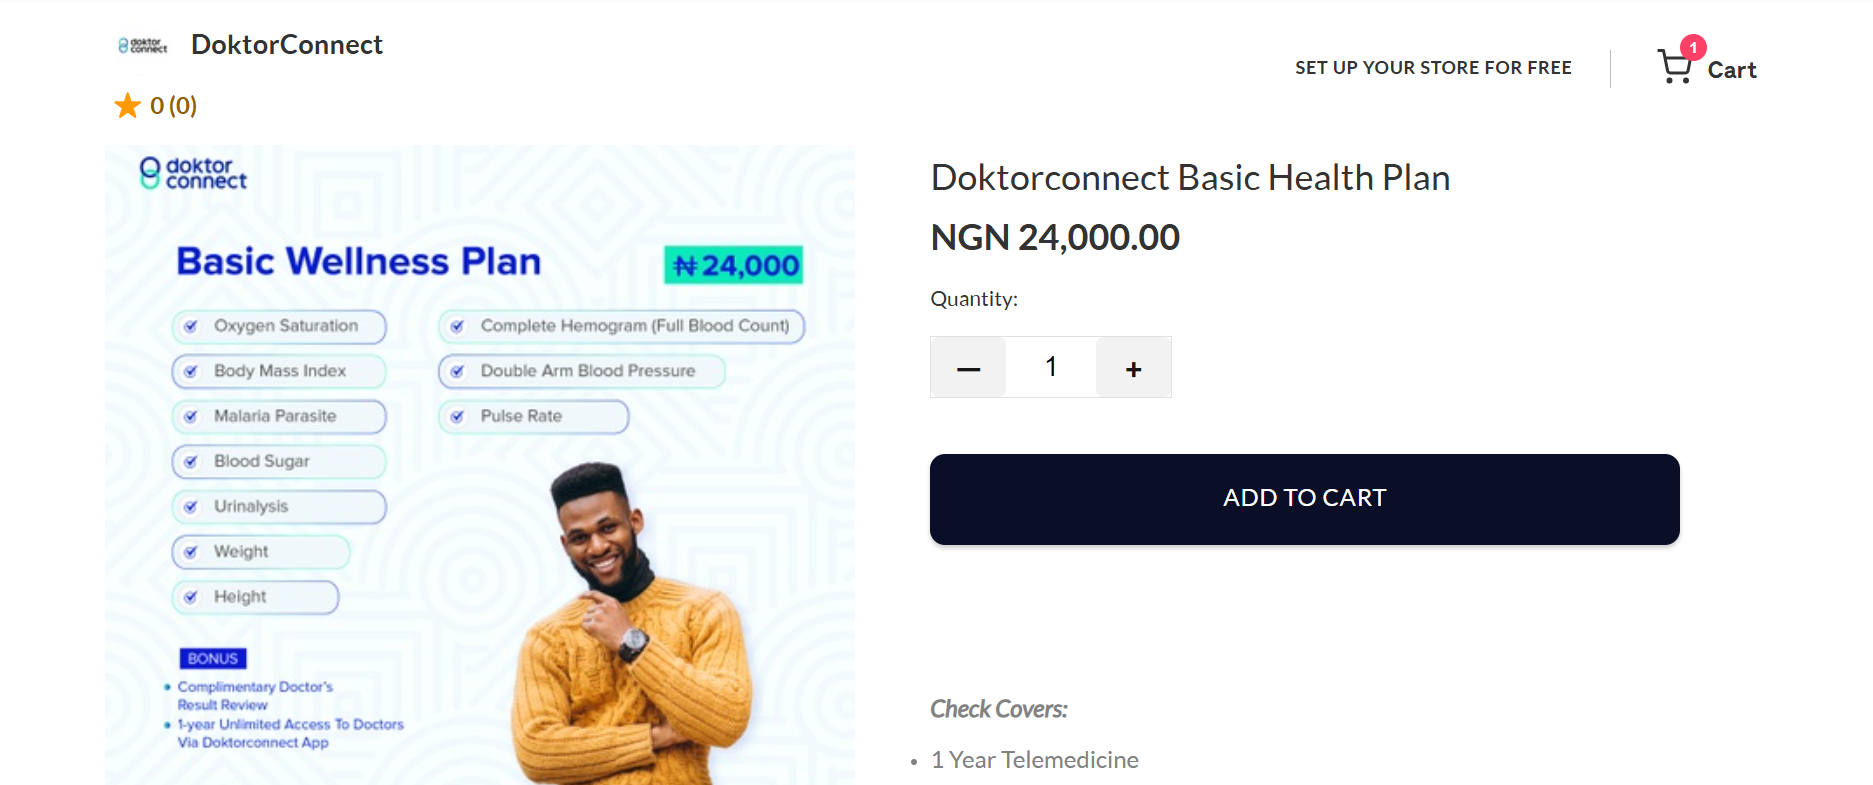 doktor
connect
DoktorConnect
SET UP YOUR STORE FOR FREE
1
Cart
0 (0)
doktor
connect
Basic Wellness Plan
₦ 24,000
Oxygen Saturation
Complete Hemogram (Full Blood Count)
Body Mass Index
Double Arm Blood Pressure
Malaria Parasite
Pulse Rate
Blood Sugar
Urinalysis
Weight
Height
BONUS
• Complimentary Doctor's
Result Review
• 1-year Unlimited Access To Doctors
Via Doktorconnect App
Doktorconnect Basic Health Plan
NGN 24,000.00
Quantity:
— 1 +
ADD TO CART
Check Covers:
• 1 Year Telemedicine